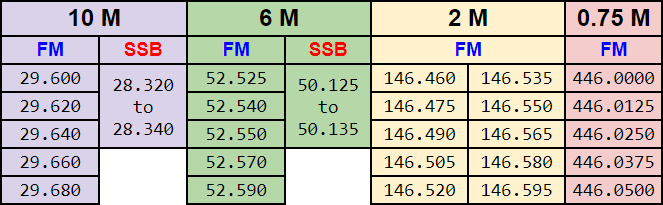 10 M 6 M 2 M 0.75 M
FM SSB FM SSB FM FM
29.600 28.320 to 28.340 52.525 50.125 to 50.135 146.460 146.535 446.0000
29.620 52.540 146.475 146.550 446.0125
29.640 52.550 146.490 146.565 446.0250
29.660 52.570 146.505 146.580 446.0375
29.680 52.590 146.520 146.595 446.0500